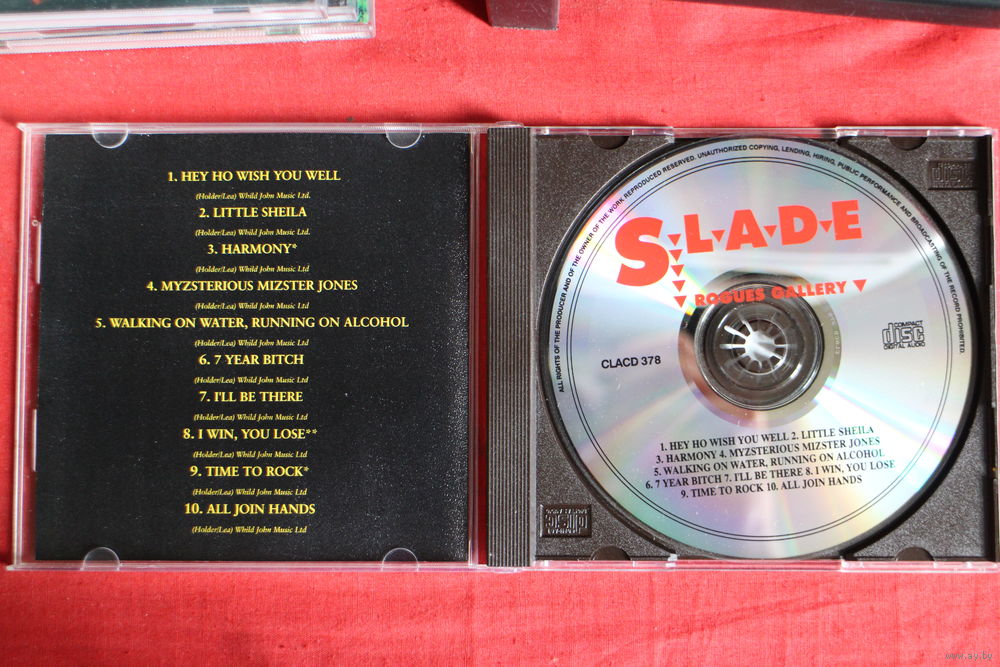 1. HEY HO WISH YOU WELL
(Holder/Lea) Whild John Music Ltd.
2. LITTLE SHEILA
(Holder/Lea) Whild John Music Ltd.
3. HARMONY*
(Holder/Lea) Whild John Music Ltd
4. MYZSTERIOUS MIZSTER JONES
(Holder/Lea) Whild John Music Ltd
5. WALKING ON WATER, RUNNING ON ALCOHOL
(Holder/Lea) Whild John Music Ltd
6. 7 YEAR BITCH
(Holder/Lea) Whild John Music Ltd
7. I'LL BE THERE
(Holder/Lea) Whild John Music Ltd
8. I WIN, YOU LOSE**
(Holder/Lea) Whild John Music Ltd
9. TIME TO ROCK*
(Holder/Lea) Whild John Music Ltd
10. ALL JOIN HANDS
(Holder/Lea) Whild John Music Ltd
ALL RIGHTS OF THE PRODUCER AND OF THE OWNER OF THE WORK REPRODUCED RESERVED. UNAUTHORIZED COPYING, LENDING, HIRING, PUBLIC PERFORMANCE AND BROADCASTING OF THE RECORD PROHIBITED.
SLADE
ROGUES GALLERY
COMPACT
disc
DIGITAL AUDIO
CLACD 378
1. HEY HO WISH YOU WELL 2. LITTLE SHEILA
3. HARMONY 4. MYZSTERIOUS MIZSTER JONES
5. WALKING ON WATER, RUNNING ON ALCOHOL
6. 7 YEAR BITCH 7. I'LL BE THERE 8. I WIN, YOU LOSE
9. TIME TO ROCK 10. ALL JOIN HANDS
www.av.by